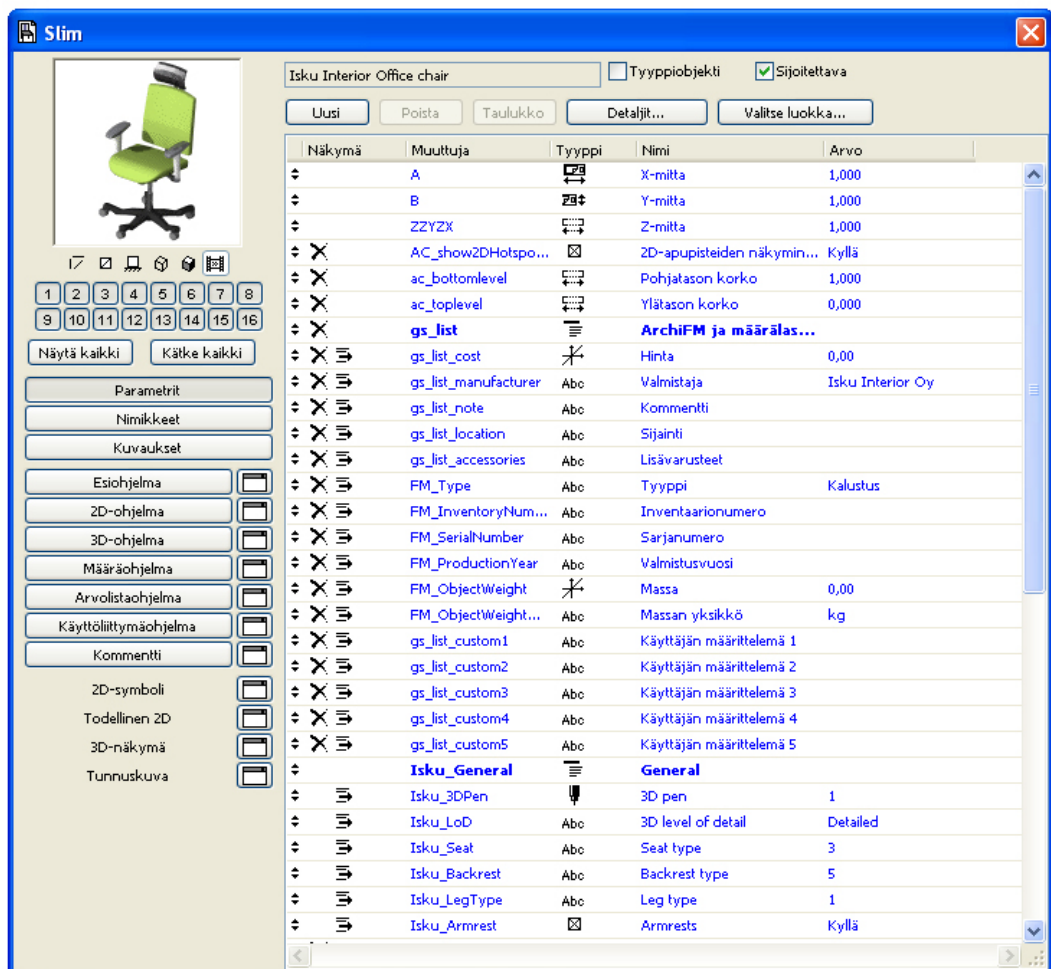 Slim
Isku Interior Office chair
Tyyppiobjekti
Sijoitettava
Uusi
Poista
Taulukko
Detaljit...
Valitse luokka...
1 2 3 4 5 6 7 8
9 10 11 12 13 14 15 16
Näytä kaikki
Kätke kaikki
Parametrit
Nimikkeet
Kuvaukset
Esiohjelma
2D-ohjelma
3D-ohjelma
Määräohjelma
Arvolistaohjelma
Käyttöliittymäohjelma
Kommentti
2D-symboli
Todellinen 2D
3D-näkymä
Tunnuskuva
Näkymä Muuttuja Tyyppi Nimi Arvo
A X-mitta 1,000
B Y-mitta 1,000
ZZYZX Z-mitta 1,000
AC_show2DHotspo... 2D-apupisteiden näkymin... Kyllä
ac_bottomlevel Pohjatason korko 1,000
ac_toplevel Ylätason korko 0,000
gs_list ArchiFM ja määrälas...
gs_list_cost Hinta 0,00
gs_list_manufacturer Abc Valmistaja Isku Interior Oy
gs_list_note Abc Kommentti
gs_list_location Abc Sijainti
gs_list_accessories Abc Lisävarusteet
FM_Type Abc Tyyppi Kalustus
FM_InventoryNum... Abc Inventaarionumero
FM_SerialNumber Abc Sarjanumero
FM_ProductionYear Abc Valmistusvuosi
FM_ObjectWeight Massa 0,00
FM_ObjectWeight... Abc Massan yksikkö kg
gs_list_custom1 Abc Käyttäjän määrittelemä 1
gs_list_custom2 Abc Käyttäjän määrittelemä 2
gs_list_custom3 Abc Käyttäjän määrittelemä 3
gs_list_custom4 Abc Käyttäjän määrittelemä 4
gs_list_custom5 Abc Käyttäjän määrittelemä 5
Isku_General General
Isku_3DPen 3D pen 1
Isku_LoD Abc 3D level of detail Detailed
Isku_Seat Abc Seat type 3
Isku_Backrest Abc Backrest type 5
Isku_LegType Abc Leg type 1
Isku_Armrest Armrests Kyllä